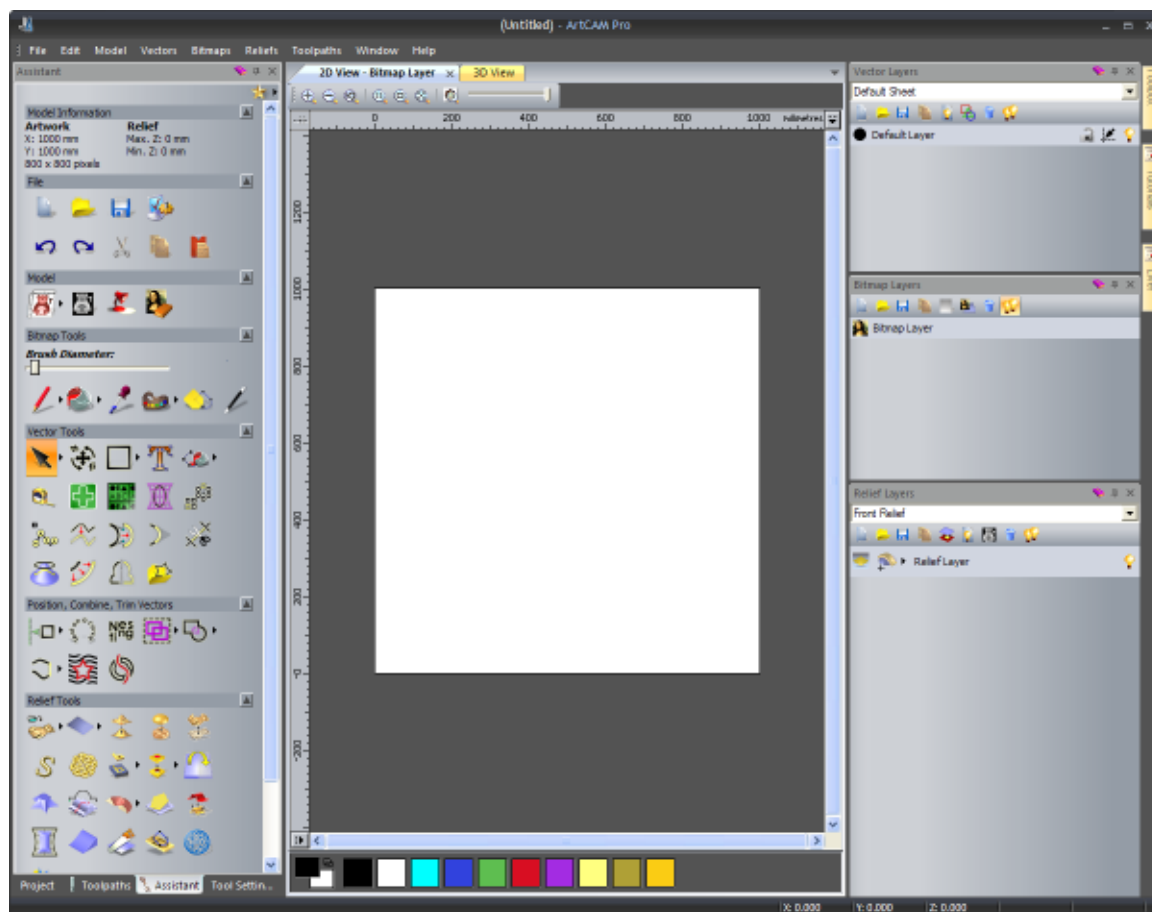 (Untitled) - ArtCAM Pro
File Edit Model Vectors Bitmaps Reliefs Toolpaths Window Help
Assistant
Model Information
Artwork Relief
X: 1000 mm Max. Z: 0 mm
Y: 1000 mm Min. Z: 0 mm
800 x 800 pixels
File
Model
Bitmap Tools
Brush Diameter:
Vector Tools
Position, Combine, Trim Vectors
Relief Tools
Project Toolpaths Assistant Tool Settin...
2D View - Bitmap Layer 3D View
0 200 400 600 800 1000 millimetres
1200
1000
800
600
400
200
0
-200
Vector Layers
Default Sheet
Default Layer
Bitmap Layers
Bitmap Layer
Relief Layers
Front Relief
Relief Layer
X: 0.000 Y: 0.000 Z: 0.000